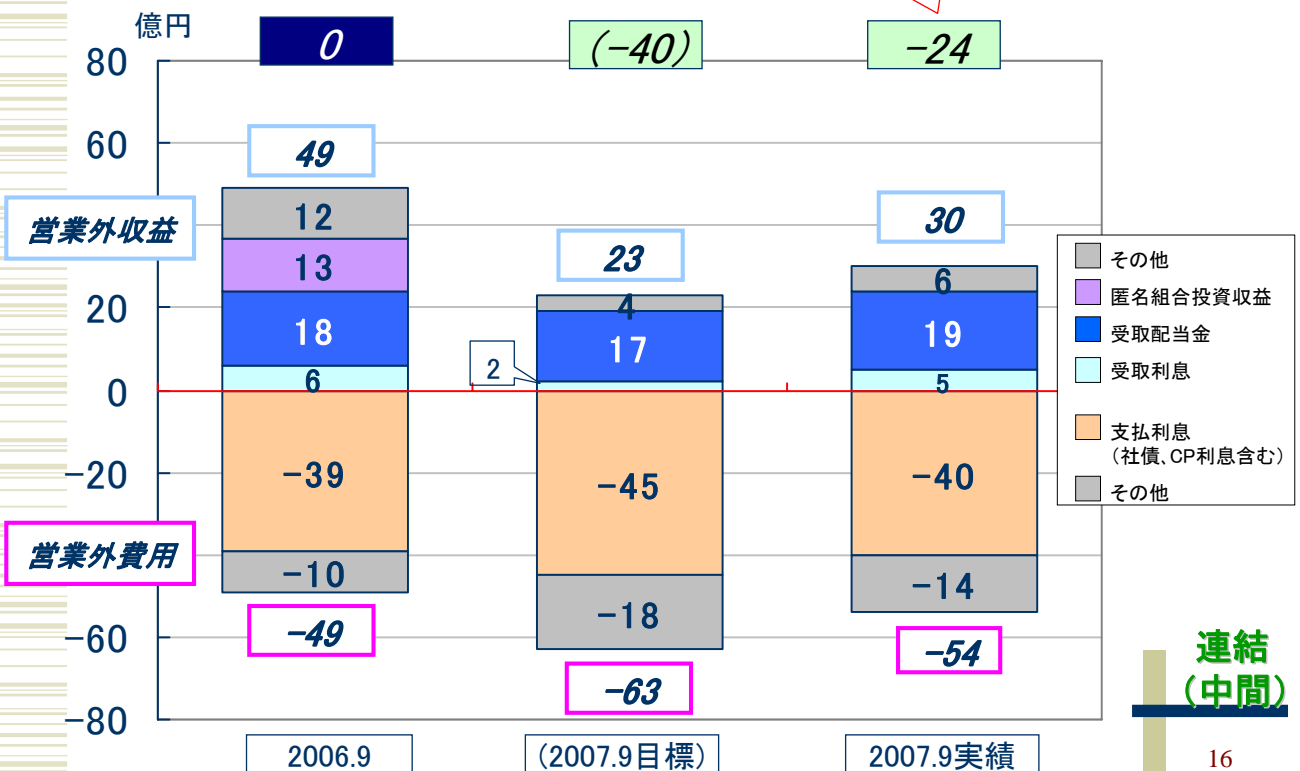 億円
0
(-40)
-24
80
60
20
0
-20
-60
-80
営業外収益
営業外費用
49
12
13
18
6
-39
-10
-49
23
4
17
2
-45
-18
-63
30
6
19
5
-40
-14
-54
その他
匿名組合投資収益
受取配当金
受取利息
支払利息
(社債、CP利息含む)
その他
2006.9
(2007.9目標)
2007.9実績
連結
(中間)
16